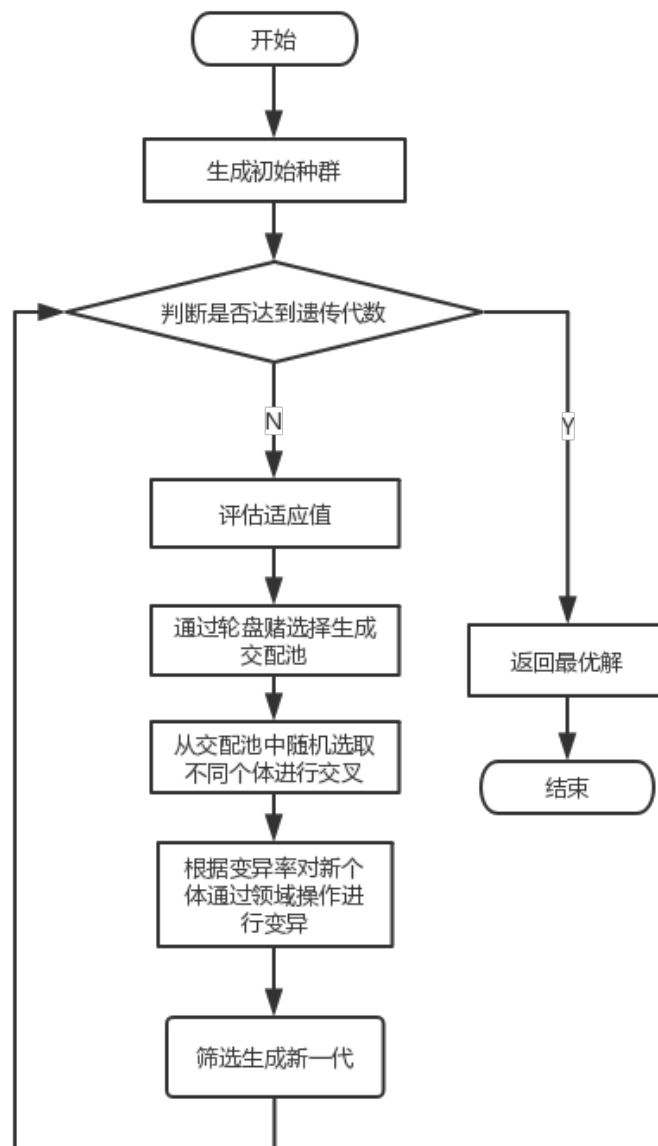 开始
生成初始种群
判断是否达到遗传代数
N
Y
评估适应值
通过轮盘赌选择生成
交配池
返回最优解
从交配池中随机选取
不同个体进行交叉
结束
根据变异率对新个
体通过领域操作进
行变异
筛选生成新一代